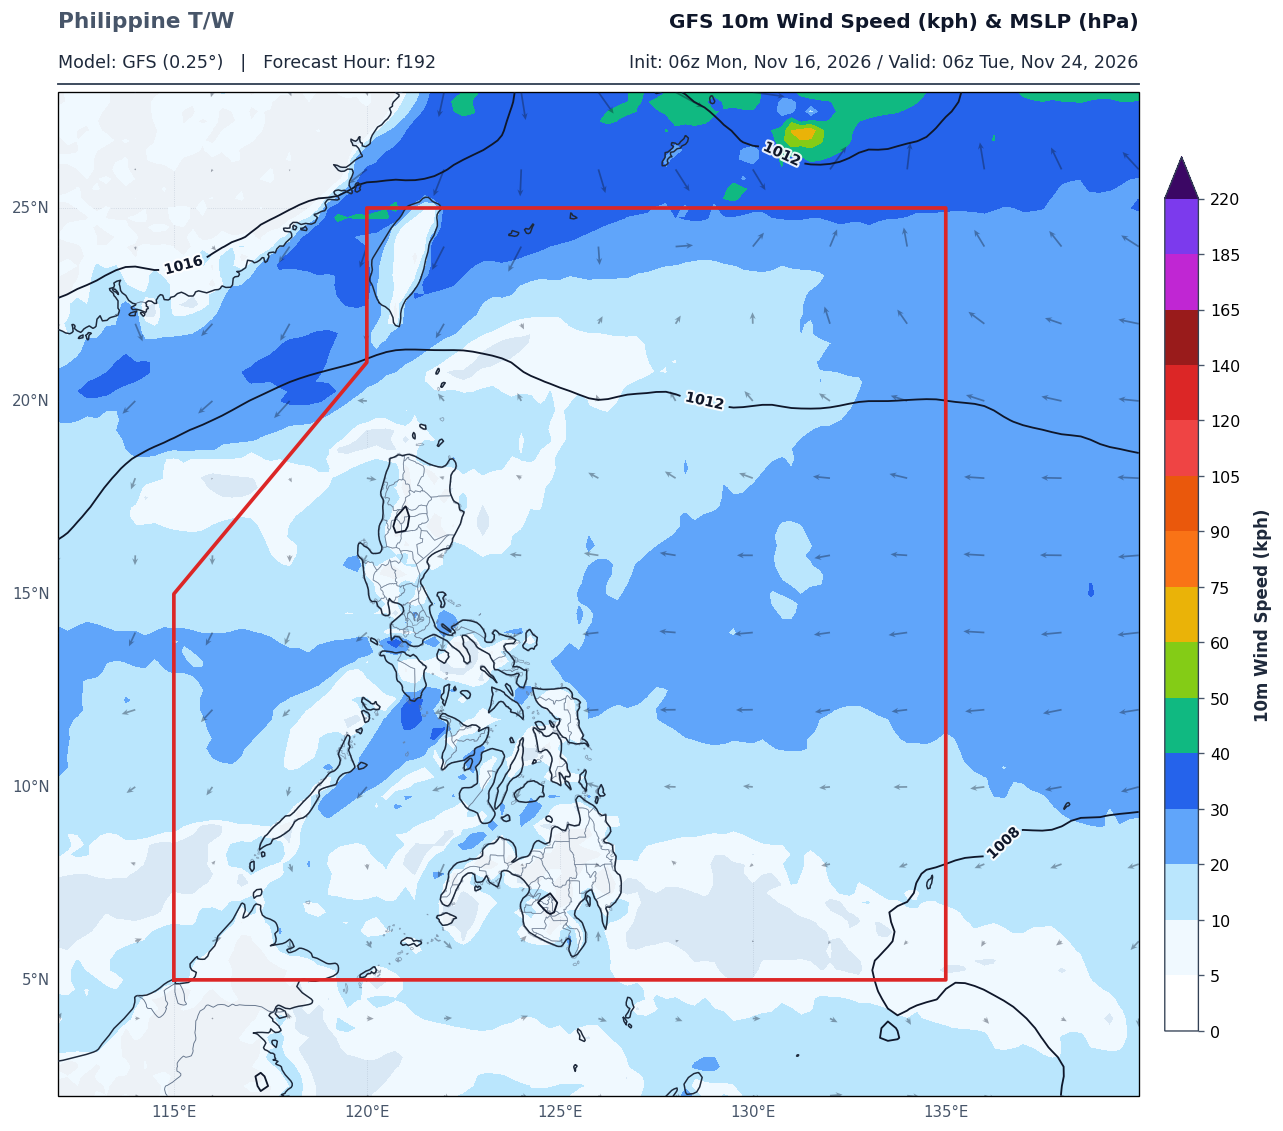 Philippine T/W
GFS 10m Wind Speed (kph) & MSLP (hPa)
Model: GFS (0.25°)   |   Forecast Hour: f192
Init: 06z Mon, Nov 16, 2026 / Valid: 06z Tue, Nov 24, 2026
1012
1016
1012
1008
25°N
20°N
15°N
10°N
5°N
115°E
120°E
125°E
130°E
135°E
220
185
165
140
120
105
90
75
60
50
40
30
20
10
5
0
10m Wind Speed (kph)